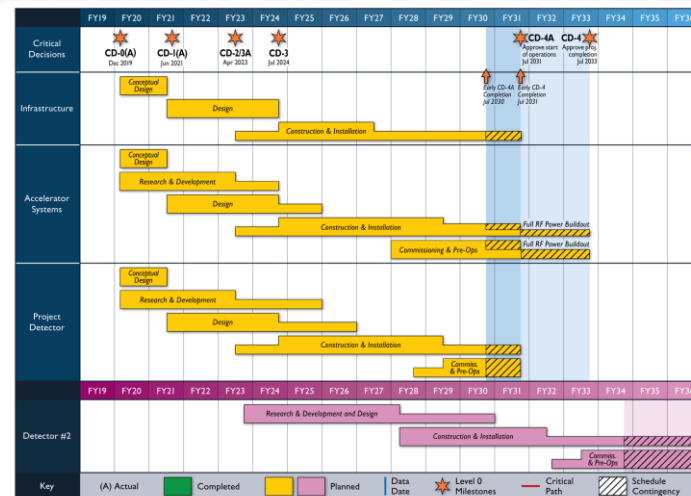 FY19 FY20 FY21 FY22 FY23 FY24 FY25 FY26 FY27 FY28 FY29 FY30 FY31 FY32 FY33 FY34 FY35 FY36
Critical
Decisions
CD-0(A)
Dec 2019
CD-1(A)
Jun 2021
CD-2/3A
Apr 2023
CD-3
Jul 2024
CD-4A
Approve start
of operations
Jul 2031
CD-4
Approve proj.
completion
Jul 2033
Early CD-4A
Completion
Jul 2030
Early CD-4
Completion
Jul 2031
Infrastructure
Conceptual
Design
Design
Construction & Installation
Accelerator
Systems
Conceptual
Design
Research & Development
Design
Construction & Installation
Full RF Power Buildout
Commissioning & Pre-Ops
Full RF Power Buildout
Project
Detector
Conceptual
Design
Research & Development
Design
Construction & Installation
Commiss.
& Pre-Ops
FY19 FY20 FY21 FY22 FY23 FY24 FY25 FY26 FY27 FY28 FY29 FY30 FY31 FY32 FY33 FY34 FY35 FY36
Detector #2
Research & Development and Design
Construction & Installation
Commiss.
& Pre-Ops
Key
(A) Actual
Completed
Planned
Data
Date
Level 0
Milestones
Critical
Path
Schedule
Contingency